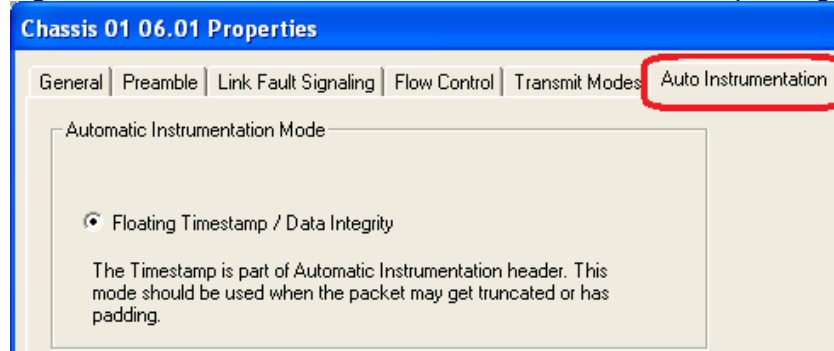 Chassis 01 06.01 Properties
General Preamble Link Fault Signaling Flow Control Transmit Modes Auto Instrumentation
Automatic Instrumentation Mode
Floating Timestamp / Data Integrity
The Timestamp is part of Automatic Instrumentation header. This
mode should be used when the packet may get truncated or has
padding.